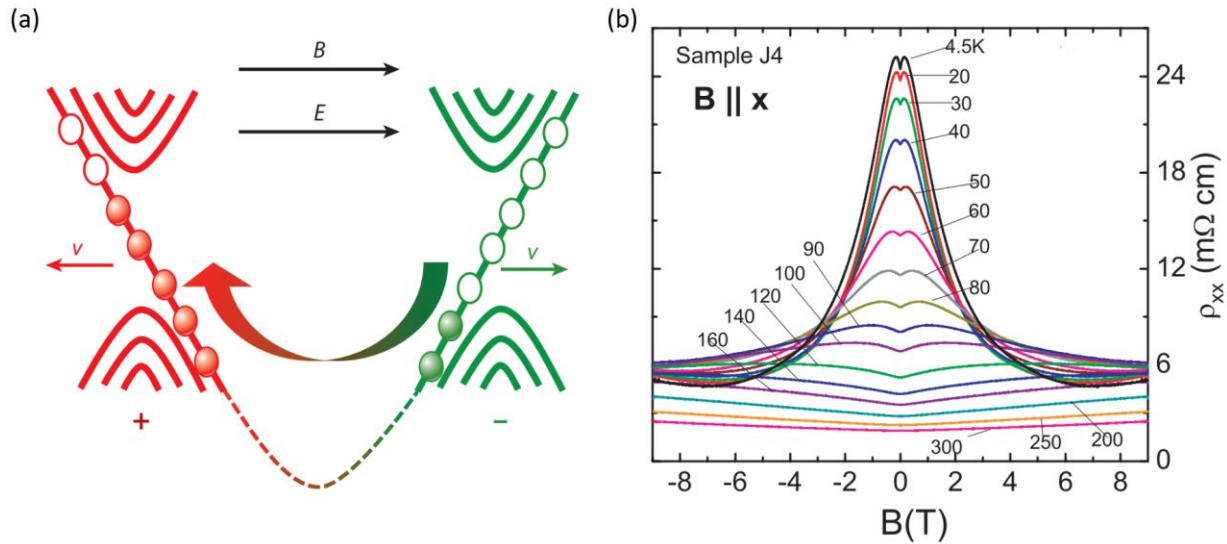 (a)
B
E
v
v
+
−
(b)
Sample J4
B || x
4.5K
20
30
40
50
60
70
80
90
100
120
140
160
200
250
300
24
18
12
6
0
ρxx (mΩ cm)
-8 -6 -4 -2 0 2 4 6 8
B(T)